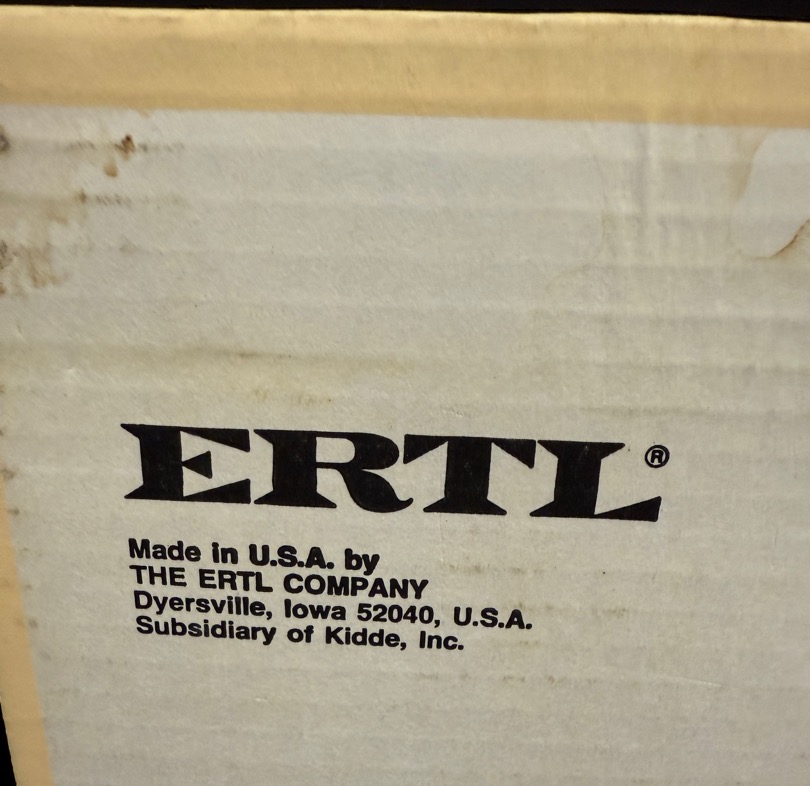 ERTL®
Made in U.S.A. by
THE ERTL COMPANY
Dyersville, Iowa 52040, U.S.A.
Subsidiary of Kidde, Inc.